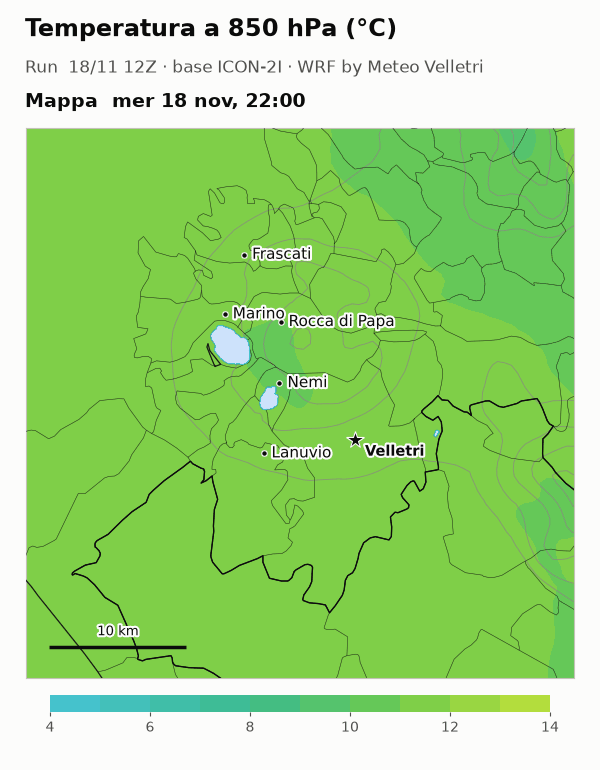 Temperatura a 850 hPa (°C)
Run  18/11 12Z · base ICON-2I · WRF by Meteo Velletri
Mappa  mer 18 nov, 22:00
Frascati
Marino
Rocca di Papa
Nemi
Velletri
Lanuvio
10 km
4 6 8 10 12 14